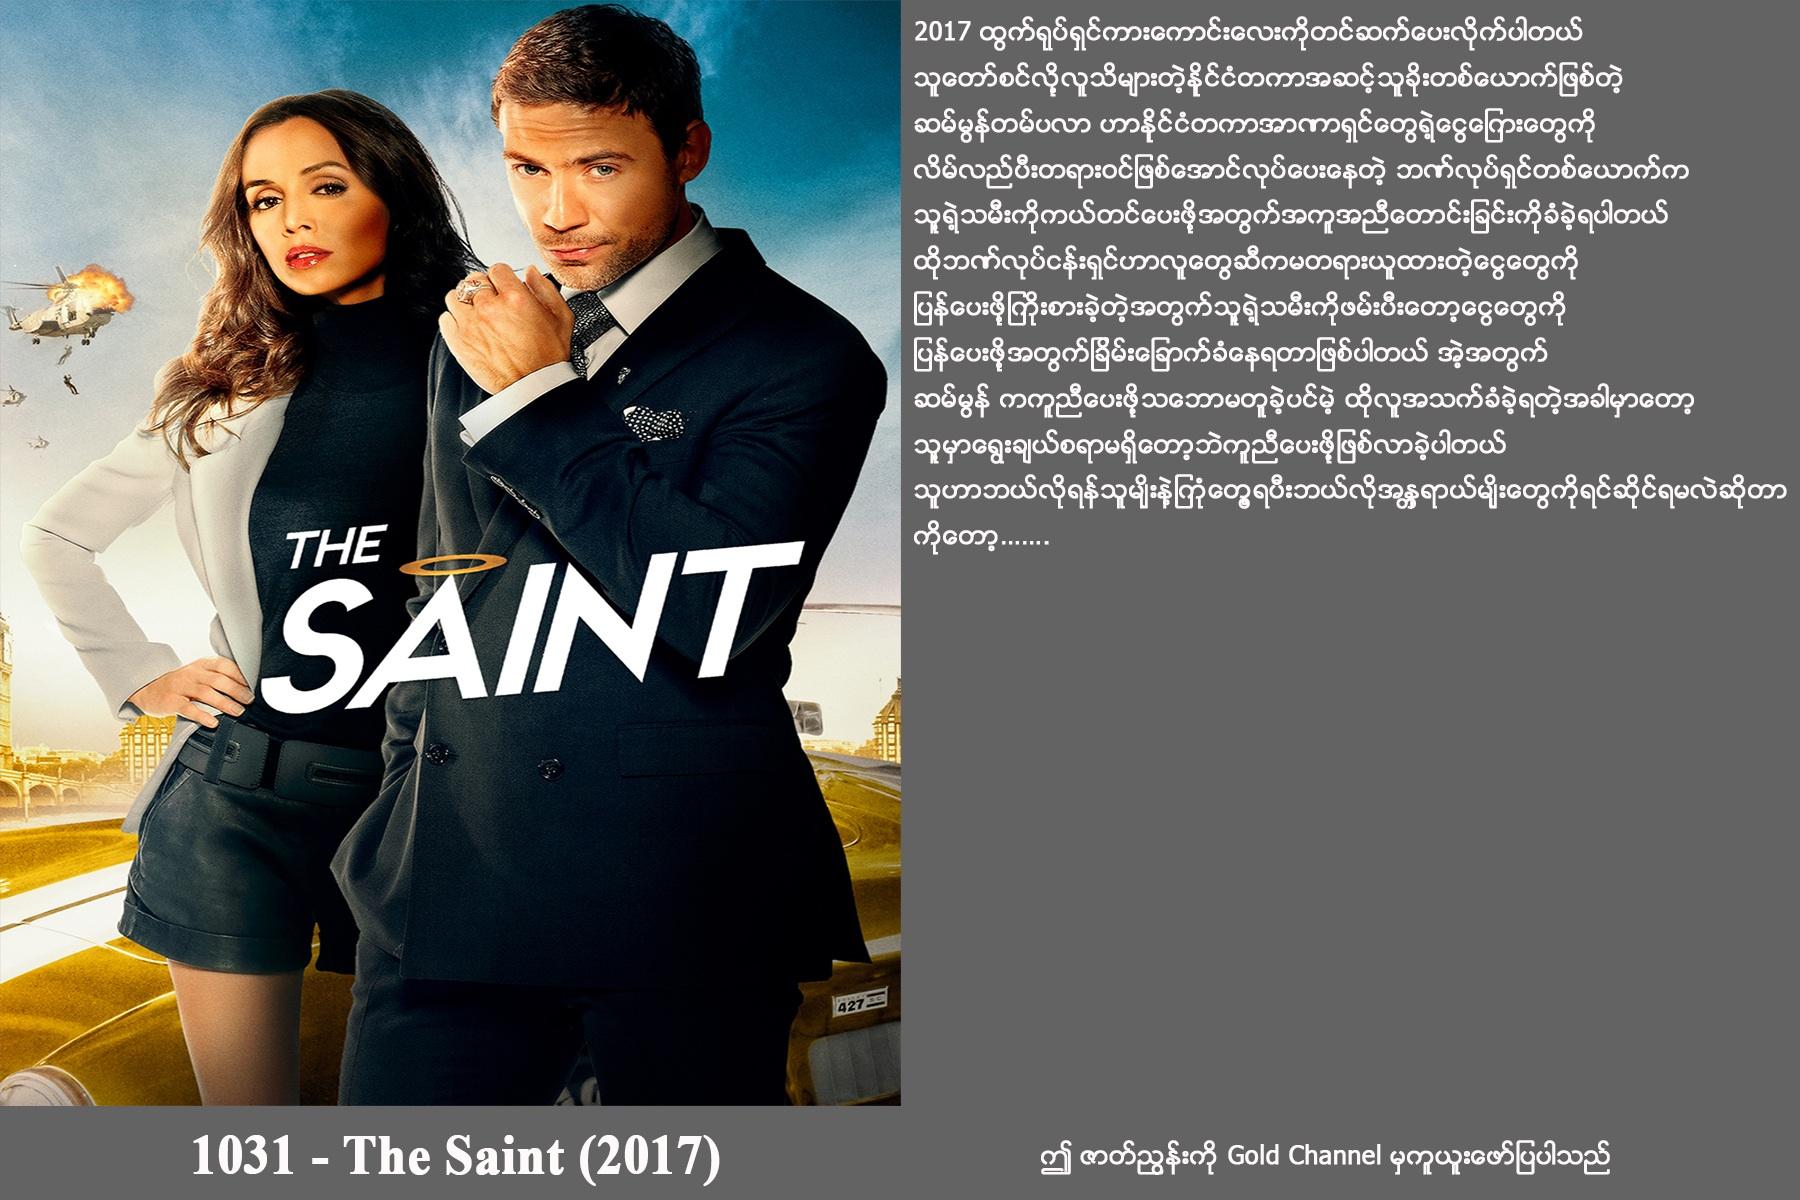 THE
SAINT
427
1031 - The Saint (2017)
2017 ထွက်ရုပ်ရှင်ကားကောင်းလေးကိုတင်ဆက်ပေးလိုက်ပါတယ်
သူတော်စင်လို့လူသိများတဲ့နိုင်ငံတကာအဆင့်သူခိုးတစ်ယောက်ဖြစ်တဲ့
ဆမ်မွန်တမ်ပလာ ဟာနိုင်ငံတကာအာဏာရှင်တွေရဲ့ငွေကြေးတွေကို
လိမ်လည်ပီးတရားဝင်ဖြစ်အောင်လုပ်ပေးနေတဲ့ ဘဏ်လုပ်ရှင်တစ်ယောက်က
သူ့ရဲ့သမီးကိုကယ်တင်ပေးဖို့အတွက်အကူအညီတောင်းခြင်းကိုခံခဲ့ရပါတယ်
ထိုဘဏ်လုပ်ငန်းရှင်ဟာလူတွေဆီကမတရားယူထားတဲ့ငွေတွေကို
ပြန်ပေးဖို့ကြိုးစားခဲ့တဲ့အတွက်သူ့ရဲ့သမီးကိုဖမ်းပီးတော့ငွေတွေကို
ပြန်ပေးဖို့အတွက်ခြိမ်းခြောက်ခံနေရတာဖြစ်ပါတယ် အဲ့အတွက်
ဆမ်မွန် ကကူညီပေးဖို့သဘောမတူခဲ့ပင်မဲ့ ထိုလူအသက်ခံခဲ့ရတဲ့အခါမှာတော့
သူမှာရွေးချယ်စရာမရှိတော့ဘဲကူညီပေးဖို့ဖြစ်လာခဲ့ပါတယ်
သူဟာဘယ်လိုရန်သူမျိုးနဲ့ကြုံတွေ့ရပီးဘယ်လိုအန္တရာယ်မျိုးတွေကိုရင်ဆိုင်ရမလဲဆိုတာ
ကိုတော့.......
ဤ ဇာတ်ညွှန်းကို Gold Channel မှကူယူးဖော်ပြပါသည်